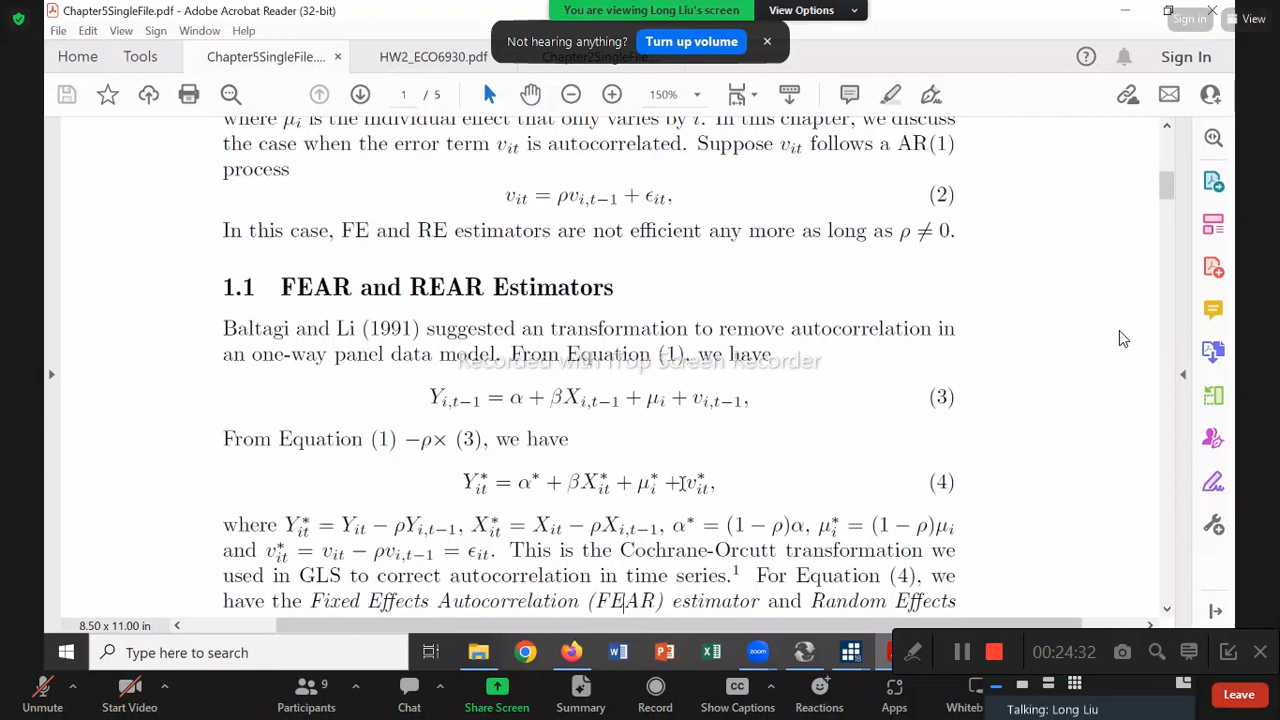 Chapter5SingleFile.pdf - Adobe Acrobat Reader (32-bit)
You are viewing Long Liu's screen
View Options
Sign in
View
File Edit View Sign Window Help
Not hearing anything? Turn up volume
Home Tools Chapter5SingleFile.... HW2_ECO6930.pdf Chapter2SingleFile....
Sign In
1 / 5
150%
where μ_i is the individual effect that only varies by i. In this chapter, we discuss
the case when the error term v_it is autocorrelated. Suppose v_it follows a AR(1)
process
v_it = ρv_i,t−1 + ϵ_it, (2)
In this case, FE and RE estimators are not efficient any more as long as ρ ≠ 0.
1.1 FEAR and REAR Estimators
Baltagi and Li (1991) suggested an transformation to remove autocorrelation in
an one-way panel data model. From Equation (1), we have
Recorded with iTop Screen Recorder
Y_i,t−1 = α + βX_i,t−1 + μ_i + v_i,t−1, (3)
From Equation (1) −ρ× (3), we have
Y*_it = α* + βX*_it + μ*_i + v*_it, (4)
where Y*_it = Y_it − ρY_i,t−1, X*_it = X_it − ρX_i,t−1, α* = (1 − ρ)α, μ*_i = (1 − ρ)μ_i
and v*_it = v_it − ρv_i,t−1 = ϵ_it. This is the Cochrane-Orcutt transformation we
used in GLS to correct autocorrelation in time series.¹ For Equation (4), we
have the Fixed Effects Autocorrelation (FEAR) estimator and Random Effects
8.50 x 11.00 in
Type here to search
00:24:32
Unmute Start Video Participants 9 Chat Share Screen Summary Record Show Captions Reactions Apps Whiteb
Talking: Long Liu
Leave